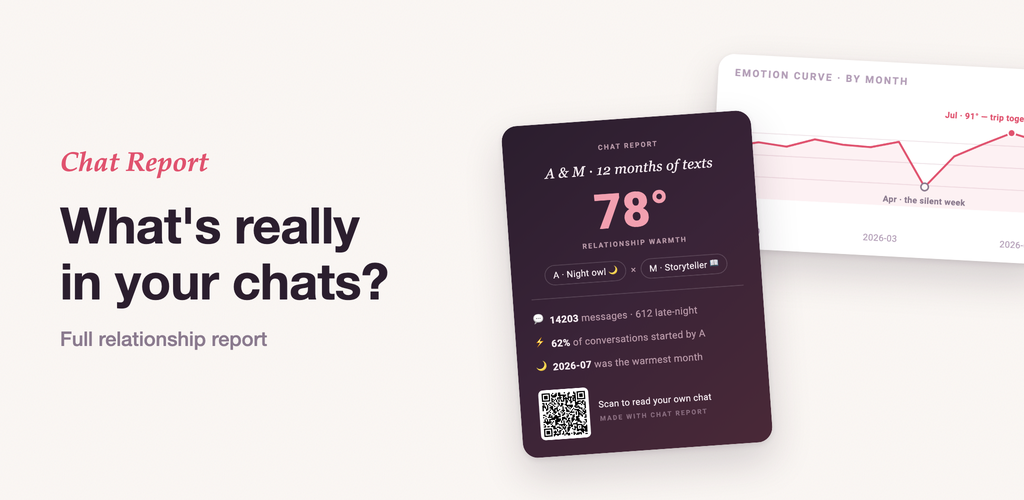 Chat Report
What's really
in your chats?
Full relationship report
CHAT REPORT
A & M · 12 months of texts
78°
RELATIONSHIP WARMTH
A · Night owl 🌙 × M · Storyteller 📖
💬 14203 messages · 612 late-night
⚡ 62% of conversations started by A
🌙 2026-07 was the warmest month
Scan to read your own chat
MADE WITH CHAT REPORT
EMOTION CURVE · BY MONTH
Jul · 91° — trip toge
Apr · the silent week
2026-03
2026-